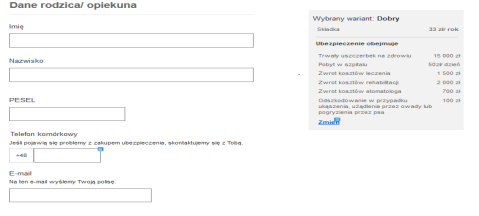 Dane rodzica/ opiekuna
Imię
Nazwisko
PESEL
Telefon komórkowy
Jeśli pojawią się problemy z zakupem ubezpieczenia, skontaktujemy się z Tobą.
+48
E-mail
Na ten e-mail wyślemy Twoją polisę.
Wybrany wariant: Dobry
Składka 33 zł/ rok
Ubezpieczenie obejmuje
Trwały uszczerbek na zdrowiu 15 000 zł
Pobyt w szpitalu 50zł/ dzień
Zwrot kosztów leczenia 1 500 zł
Zwrot kosztów rehabilitacji 2 000 zł
Zwrot kosztów stomatologa 700 zł
Odszkodowanie w przypadku 100 zł
ukąszenia, użądlenia przez owady lub
pogryzienia przez psa
Zmień